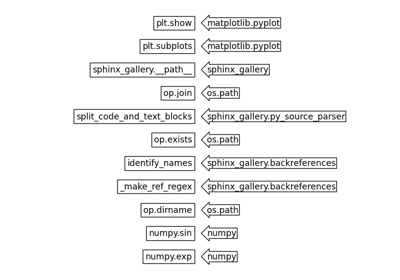 plt.show matplotlib.pyplot
plt.subplots matplotlib.pyplot
sphinx_gallery.__path__ sphinx_gallery
op.join os.path
split_code_and_text_blocks sphinx_gallery.py_source_parser
op.exists os.path
identify_names sphinx_gallery.backreferences
_make_ref_regex sphinx_gallery.backreferences
op.dirname os.path
numpy.sin numpy
numpy.exp numpy